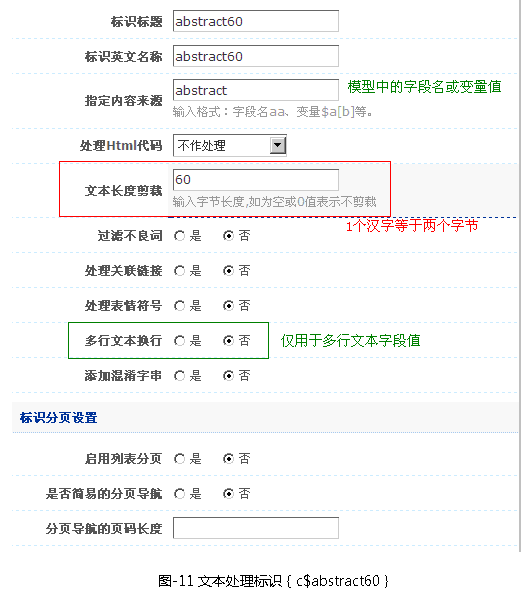 标识标题 abstract60
标识英文名称 abstract60
指定内容来源 abstract 模型中的字段名或变量值
输入格式：字段名aa、变量$a[b]等。
处理Html代码 不作处理
文本长度剪裁 60
输入字节长度,如为空或0值表示不剪裁
1个汉字等于两个字节
过滤不良词 是 否
处理关联链接 是 否
处理表情符号 是 否
多行文本换行 是 否 仅用于多行文本字段值
添加混淆字串 是 否
标识分页设置
启用列表分页 是 否
是否简易的分页导航 是 否
分页导航的页码长度
图-11 文本处理标识 { c$abstract60 }